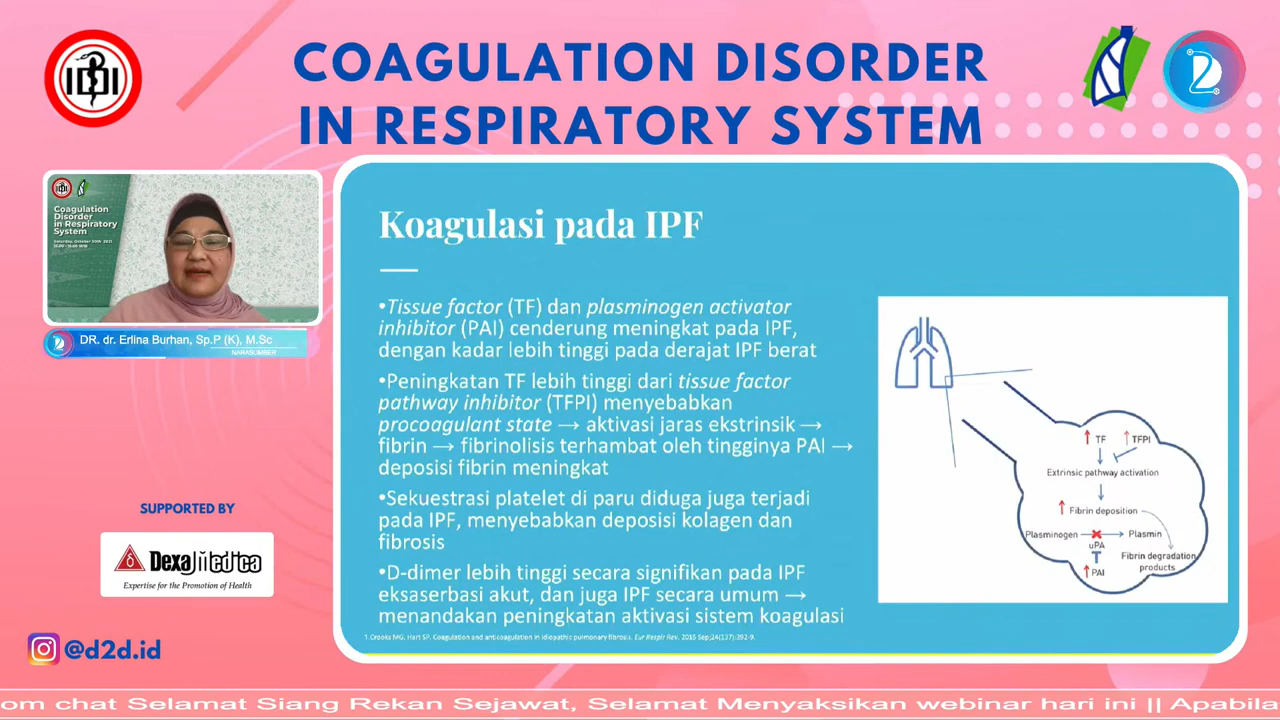 COAGULATION DISORDER
IN RESPIRATORY SYSTEM
IDI
D
Coagulation
Disorder
in Respiratory
System
Saturday, October 30th 2021
DR. dr. Erlina Burhan, Sp.P (K), M.Sc
NARASUMBER
Koagulasi pada IPF
•Tissue factor (TF) dan plasminogen activator
inhibitor (PAI) cenderung meningkat pada IPF,
dengan kadar lebih tinggi pada derajat IPF berat
•Peningkatan TF lebih tinggi dari tissue factor
pathway inhibitor (TFPI) menyebabkan
procoagulant state → aktivasi jaras ekstrinsik →
fibrin → fibrinolisis terhambat oleh tingginya PAI →
deposisi fibrin meningkat
•Sekuestrasi platelet di paru diduga juga terjadi
pada IPF, menyebabkan deposisi kolagen dan
fibrosis
•D-dimer lebih tinggi secara signifikan pada IPF
eksaserbasi akut, dan juga IPF secara umum →
menandakan peningkatan aktivasi sistem koagulasi
1. Crooks MG, Hart SP. Coagulation and anticoagulation in idiopathic pulmonary fibrosis. Eur Respir Rev. 2015 Sep;24(137):392-9.
↑ TF ↑ TFPI
Extrinsic pathway activation
↑ Fibrin deposition
Plasminogen → Plasmin
uPA
Fibrin degradation
products
↑ PAI
SUPPORTED BY
Dexa Medica
Expertise for the Promotion of Health
@d2d.id
om chat Selamat Siang Rekan Sejawat, Selamat Menyaksikan webinar hari ini || Apabila